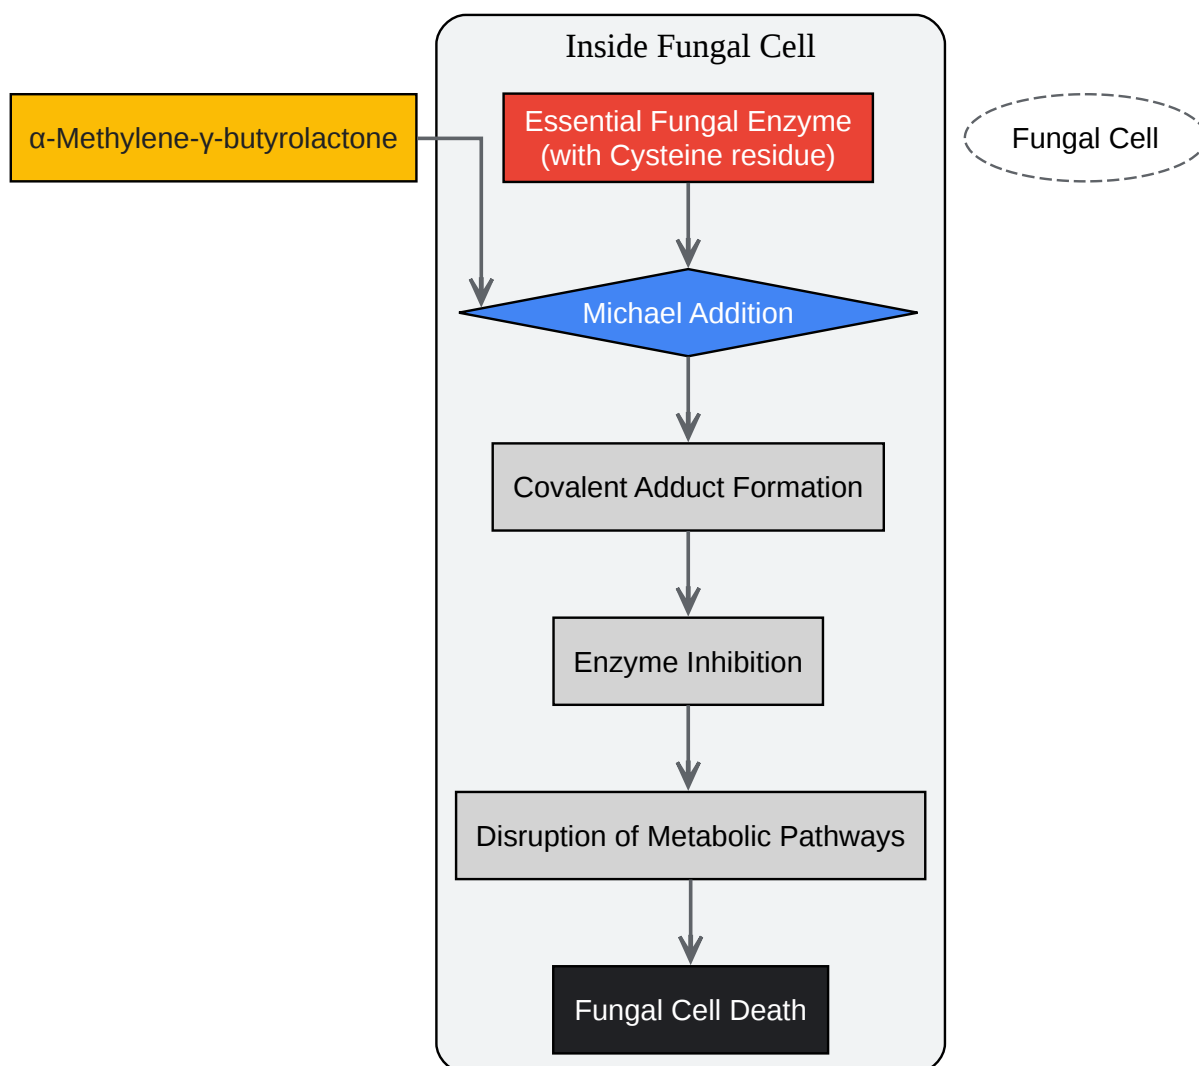 Inside Fungal Cell
α-Methylene-γ-butyrolactone
Essential Fungal Enzyme
(with Cysteine residue)
Fungal Cell
Michael Addition
Covalent Adduct Formation
Enzyme Inhibition
Disruption of Metabolic Pathways
Fungal Cell Death